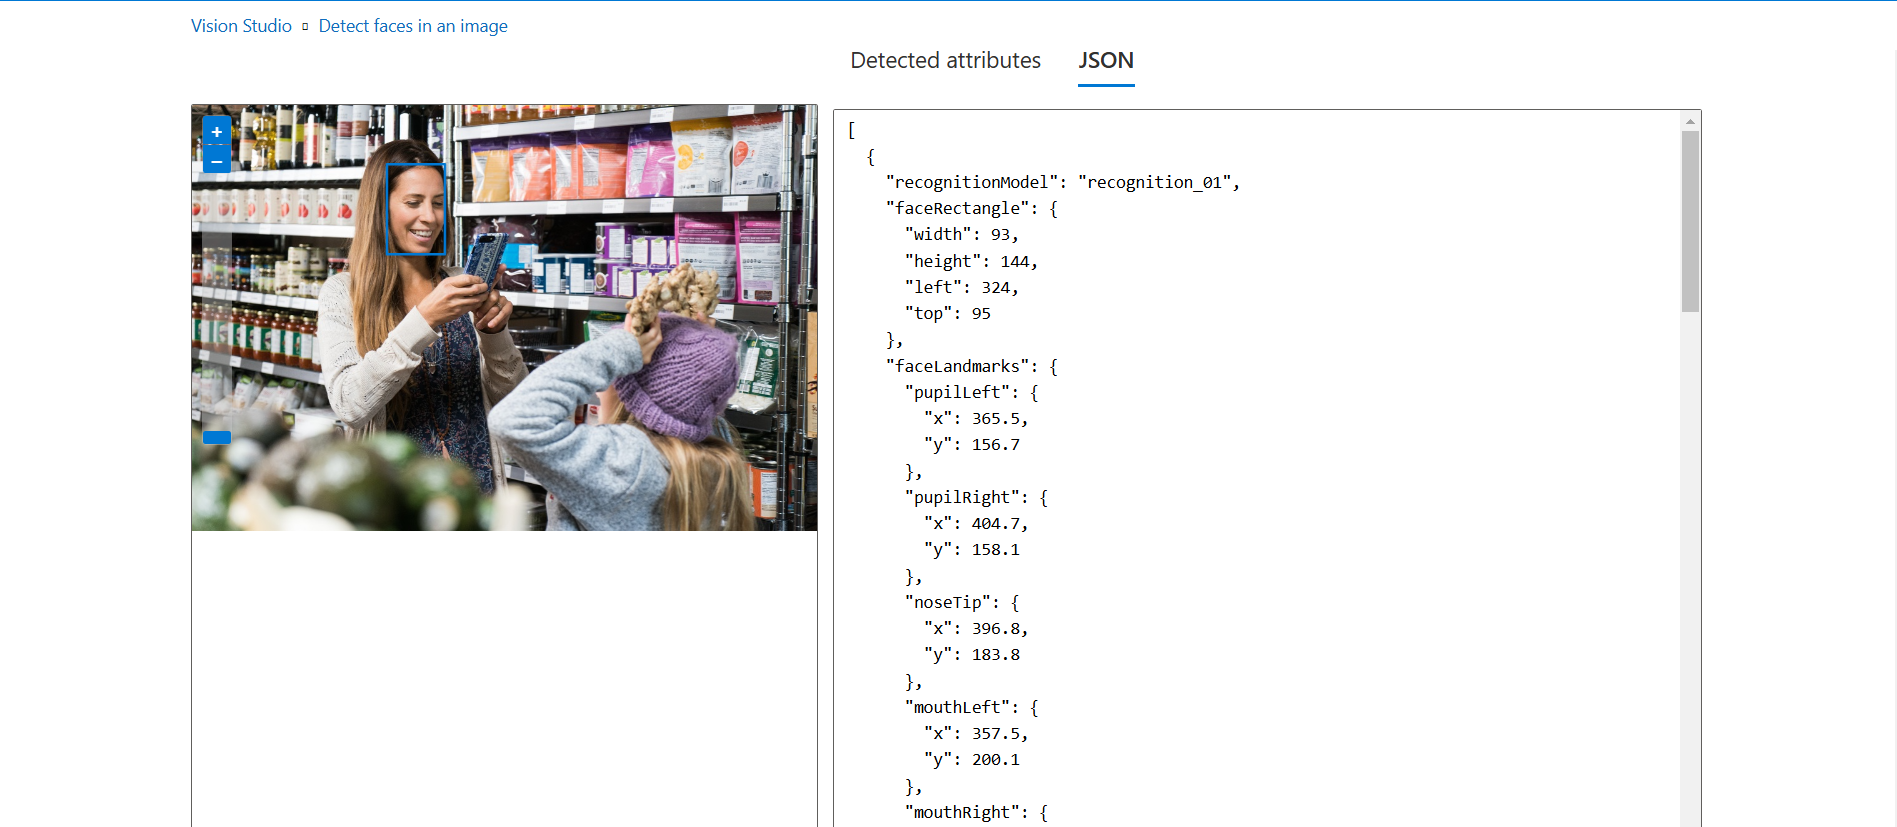 Vision Studio Detect faces in an image
Detected attributes JSON
+
−
[
{
"recognitionModel": "recognition_01",
"faceRectangle": {
"width": 93,
"height": 144,
"left": 324,
"top": 95
},
"faceLandmarks": {
"pupilLeft": {
"x": 365.5,
"y": 156.7
},
"pupilRight": {
"x": 404.7,
"y": 158.1
},
"noseTip": {
"x": 396.8,
"y": 183.8
},
"mouthLeft": {
"x": 357.5,
"y": 200.1
},
"mouthRight": {